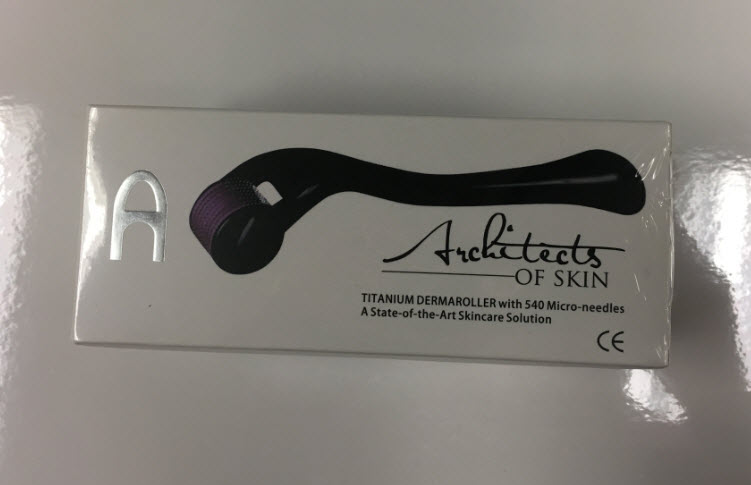 A
Architects
OF SKIN
TITANIUM DERMAROLLER with 540 Micro-needles
A State-of-the-Art Skincare Solution
CE